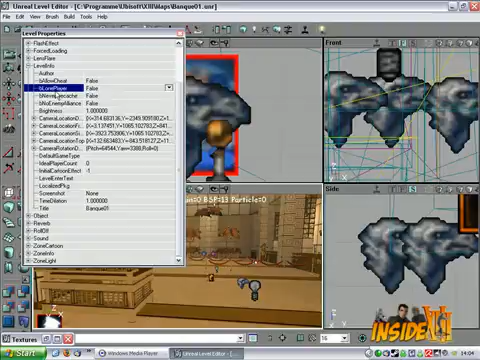 Unreal Level Editor - [C:\Programme\Ubisoft\XIII\Maps\Banque01.unr]
File Edit View Brush Build Tools Help
Level Properties
FlashEffect
ForcedLoading
LensFlare
LevelInfo
Author
bAllowCheat False
bLonePlayer False
bNeverPrecache False
bNoEnemyAlliance False
Brightness 1.000000
DefaultGameType
IdealPlayerCount .0
InitialCartoonEffect -1
LevelEnterText
LocalizedPkg
Screenshot None
TimeDilation 1.000000
Title Banque01
Object
Reverb
RollOff
Sound
ZoneCartoon
ZoneInfo
ZoneLight
Front
Side
INSIDE XIII
16
Textures
Start
Windows Media Player
Unreal Level Editor - [...
14:04